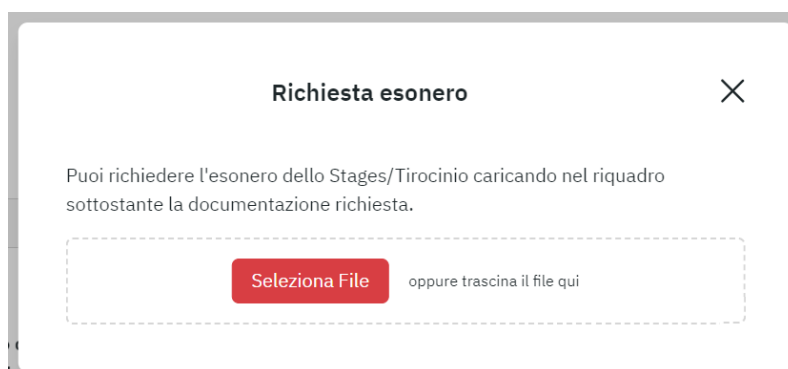 Richiesta esonero
Puoi richiedere l'esonero dello Stages/Tirocinio caricando nel riquadro
sottostante la documentazione richiesta.
Seleziona File oppure trascina il file qui